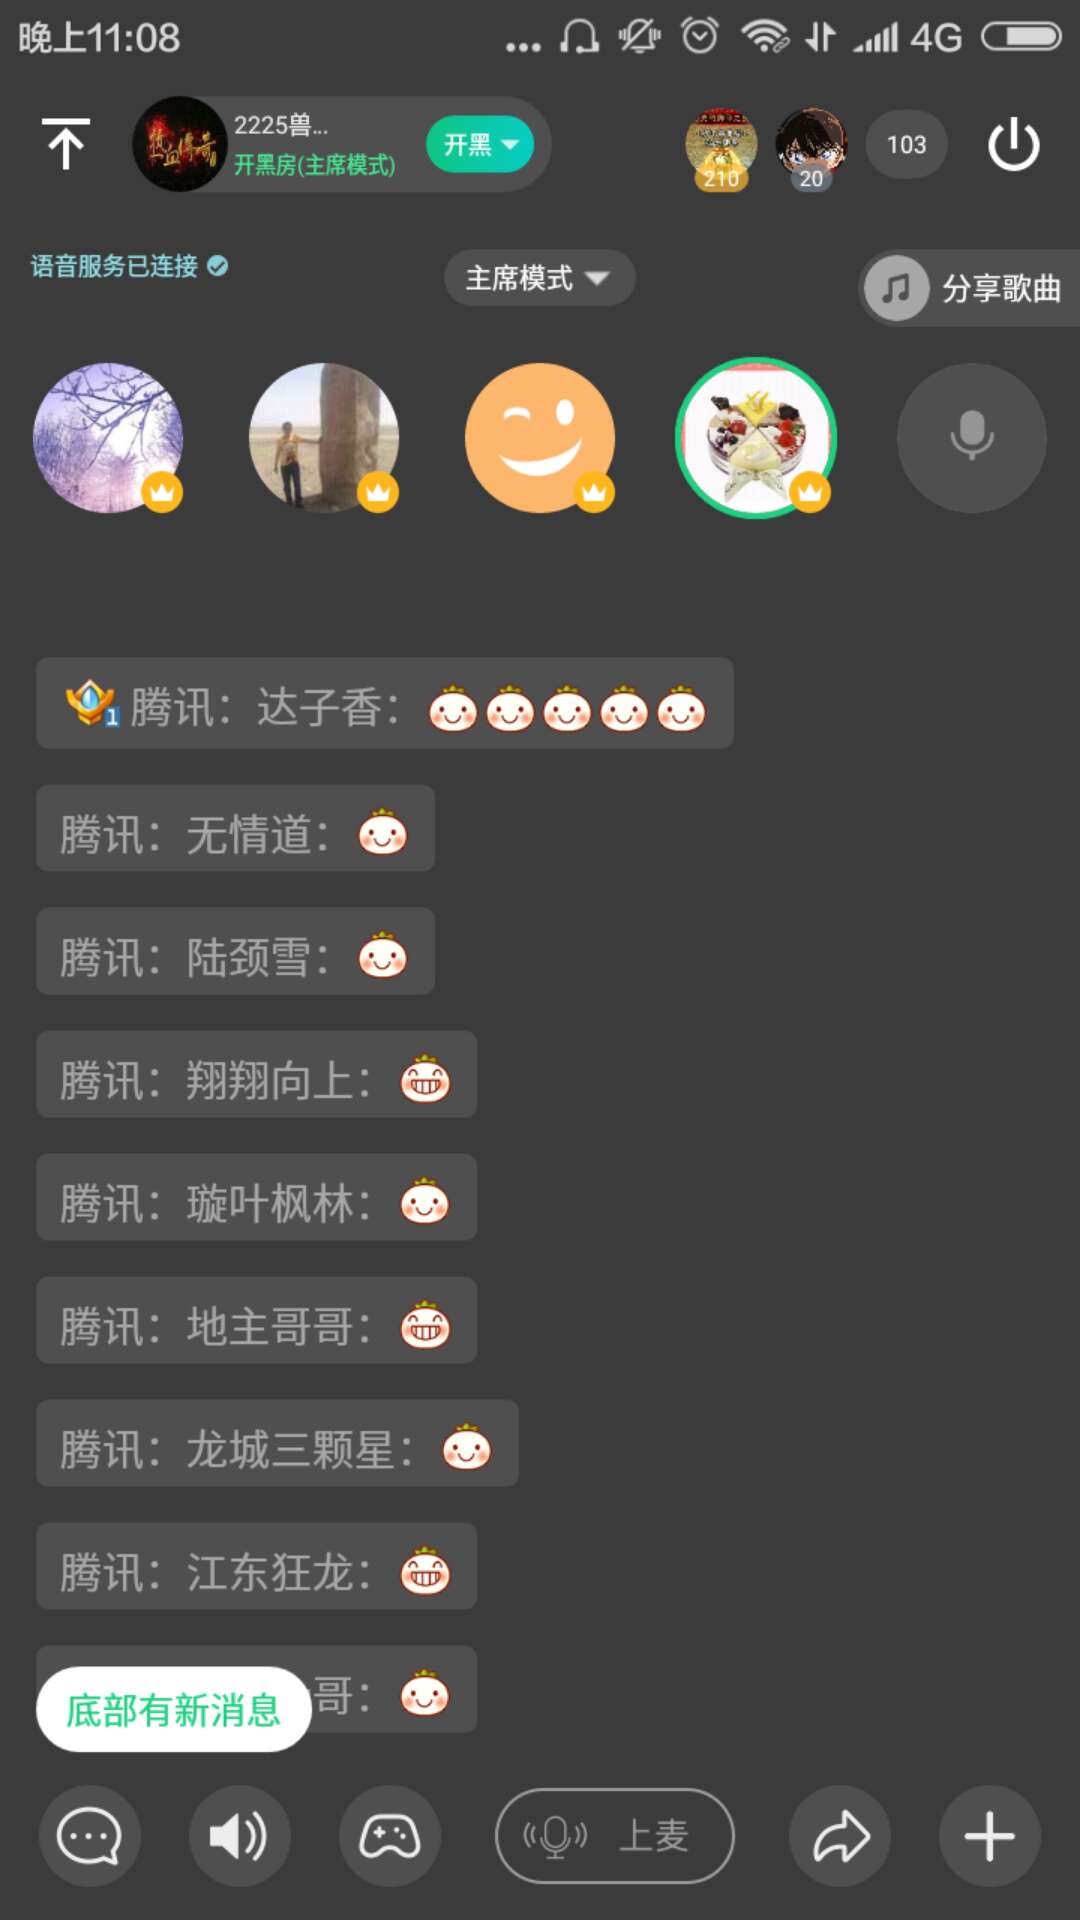 晚上11:08
4G
热血传奇
2225兽...
开黑房(主席模式)
开黑
210
20
103
语音服务已连接
主席模式
分享歌曲
1 腾讯：达子香：
腾讯：无情道：
腾讯：陆颈雪：
腾讯：翔翔向上：
腾讯：璇叶枫林：
腾讯：地主哥哥：
腾讯：龙城三颗星：
腾讯：江东狂龙：
哥：
底部有新消息
上麦